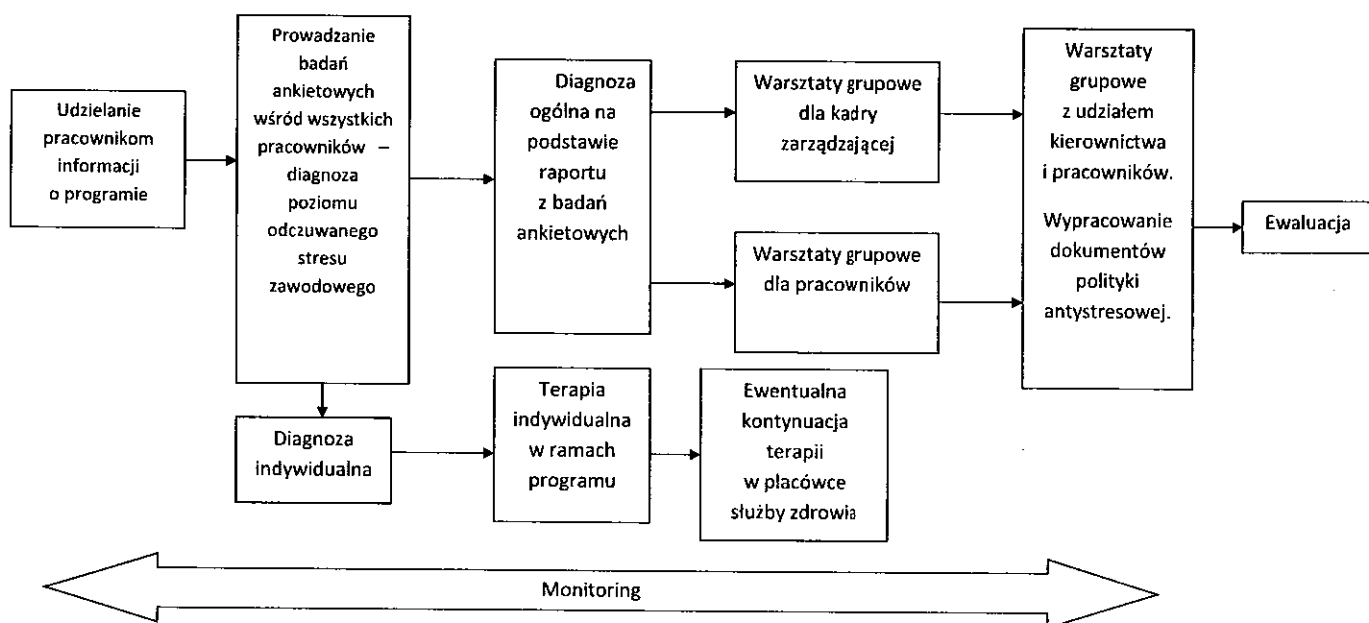 Udzielanie
pracownikom
informacji
o programie
Prowadzanie
badań
ankietowych
wśród wszystkich
pracowników –
diagnoza
poziomu
odczuwanego
stresu
zawodowego
Diagnoza
ogólna na
podstawie
raportu
z badań
ankietowych
Warsztaty grupowe
dla kadry
zarządzającej
Warsztaty grupowe
dla pracowników
Warsztaty
grupowe
z udziałem
kierownictwa
i pracowników.
Wypracowanie
dokumentów
polityki
antystresowej.
Ewaluacja
Diagnoza
indywidualna
Terapia
indywidualna
w ramach
programu
Ewentualna
kontynuacja
terapii
w placówce
służby zdrowia
Monitoring